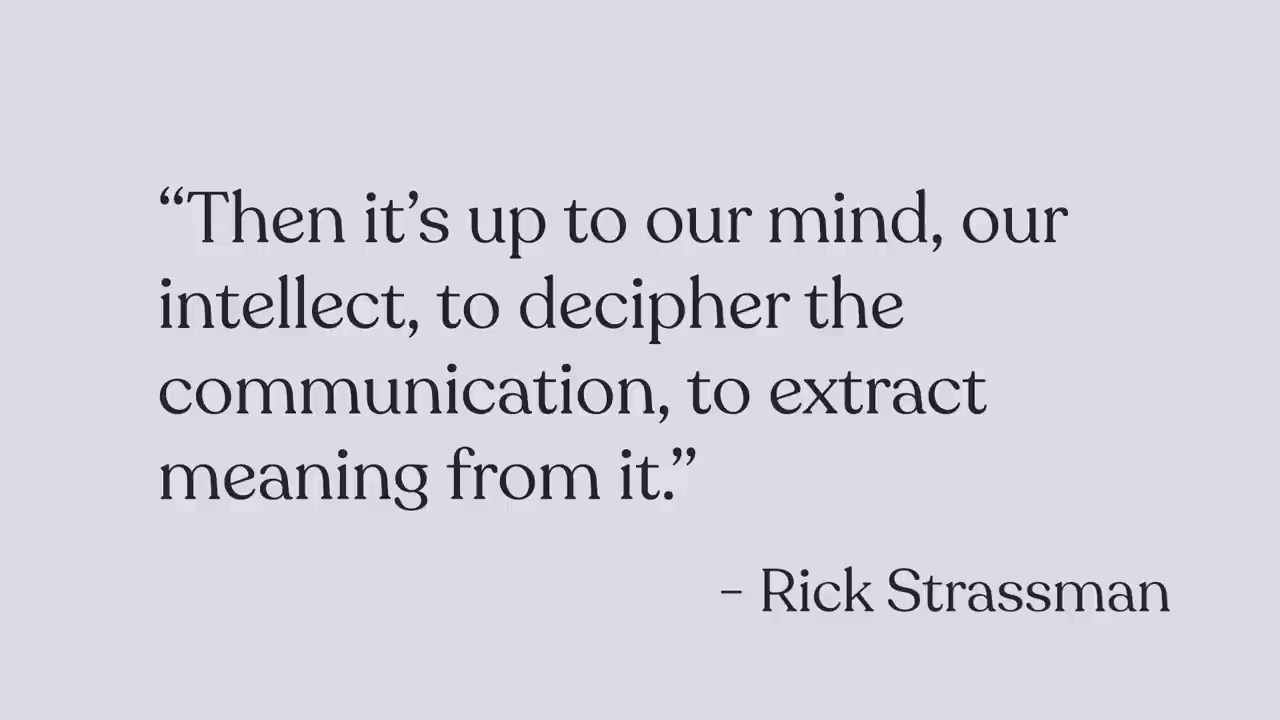 “Then it’s up to our mind, our
intellect, to decipher the
communication, to extract
meaning from it.”
– Rick Strassman